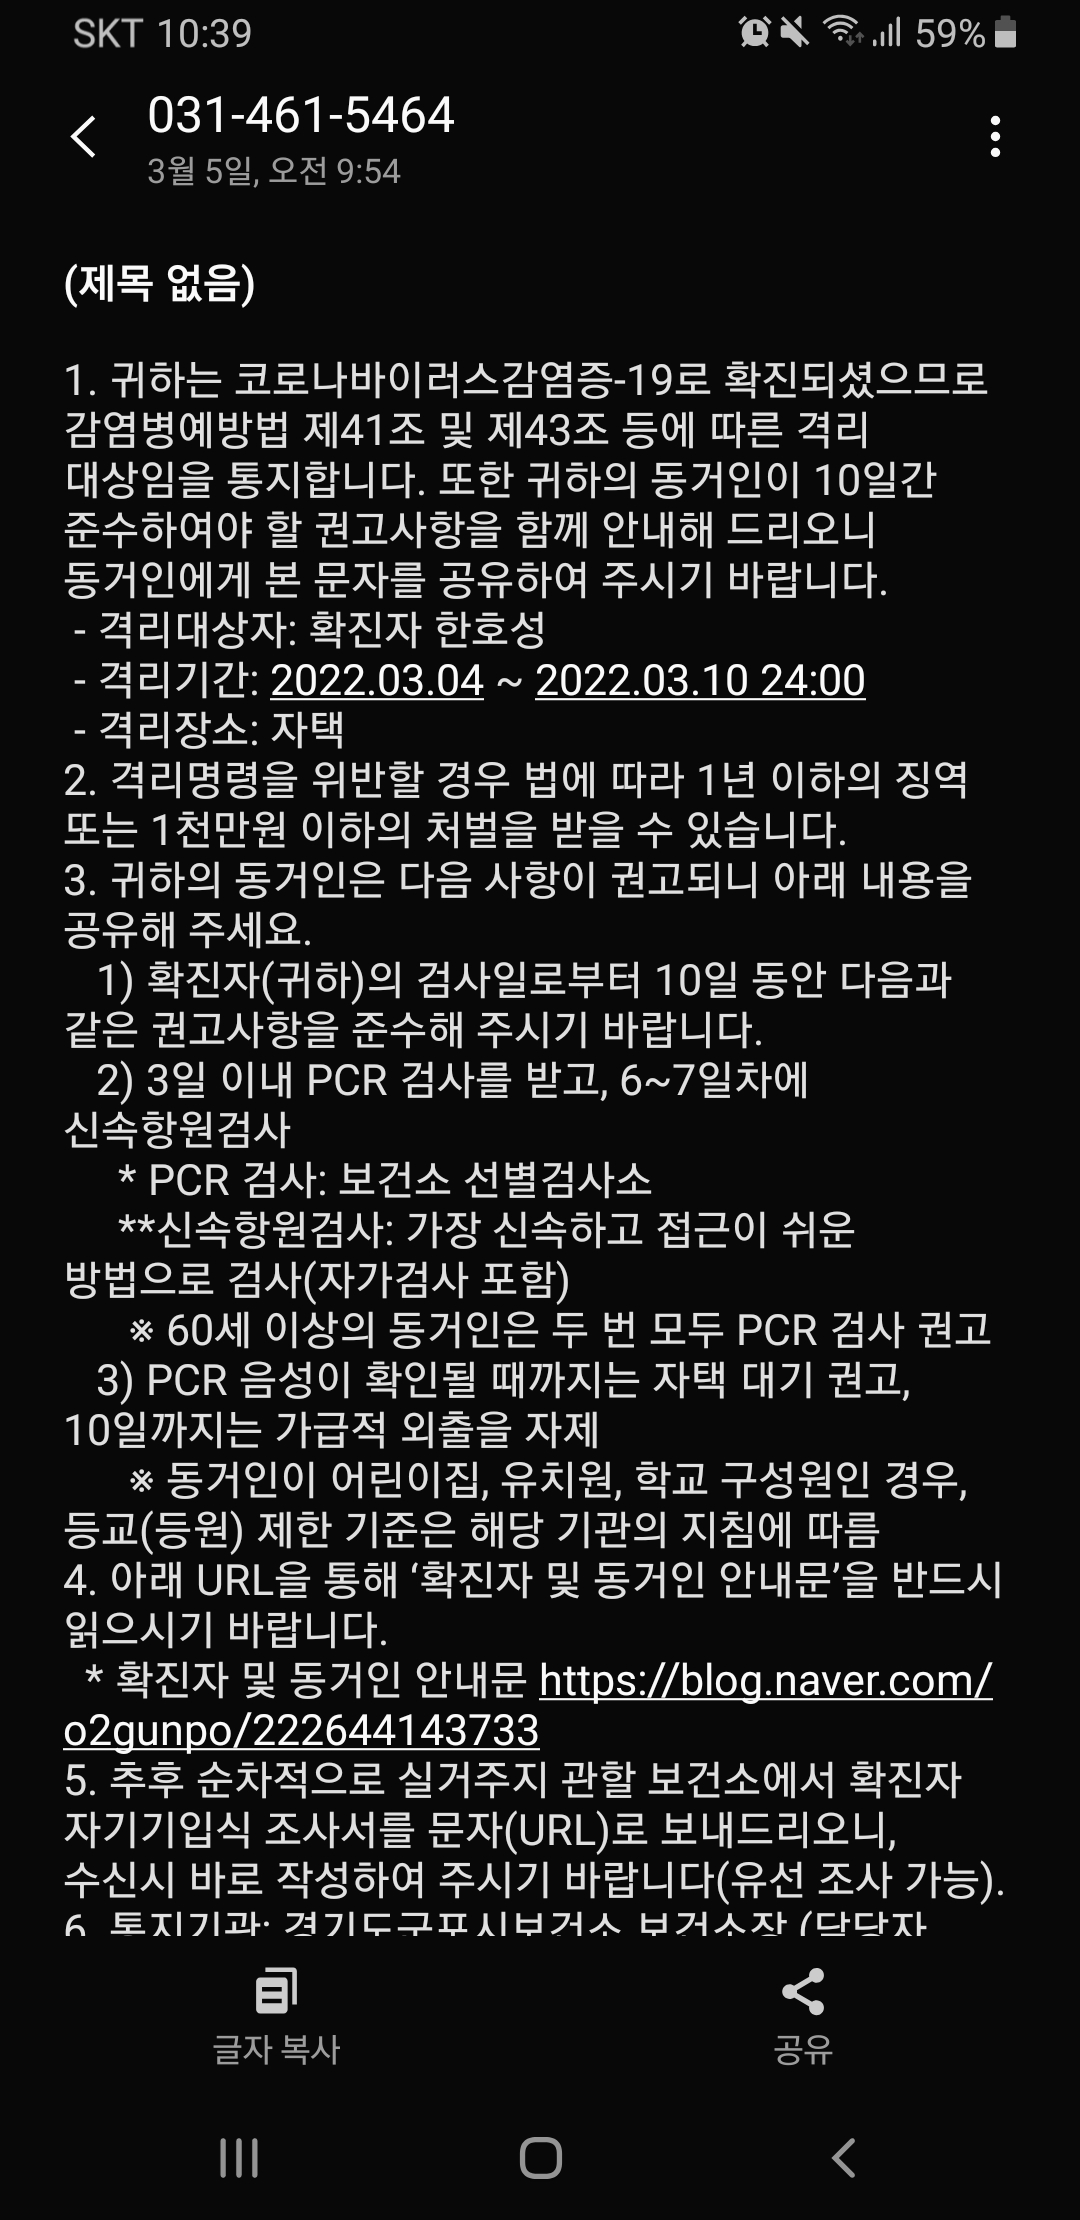 SKT 10:39
59%
031-461-5464
3월 5일, 오전 9:54
(제목 없음)
1. 귀하는 코로나바이러스감염증-19로 확진되셨으므로
감염병예방법 제41조 및 제43조 등에 따른 격리
대상임을 통지합니다. 또한 귀하의 동거인이 10일간
준수하여야 할 권고사항을 함께 안내해 드리오니
동거인에게 본 문자를 공유하여 주시기 바랍니다.
- 격리대상자: 확진자 한호성
- 격리기간: 2022.03.04 ~ 2022.03.10 24:00
- 격리장소: 자택
2. 격리명령을 위반할 경우 법에 따라 1년 이하의 징역
또는 1천만원 이하의 처벌을 받을 수 있습니다.
3. 귀하의 동거인은 다음 사항이 권고되니 아래 내용을
공유해 주세요.
1) 확진자(귀하)의 검사일로부터 10일 동안 다음과
같은 권고사항을 준수해 주시기 바랍니다.
2) 3일 이내 PCR 검사를 받고, 6~7일차에
신속항원검사
* PCR 검사: 보건소 선별검사소
**신속항원검사: 가장 신속하고 접근이 쉬운
방법으로 검사(자가검사 포함)
※ 60세 이상의 동거인은 두 번 모두 PCR 검사 권고
3) PCR 음성이 확인될 때까지는 자택 대기 권고,
10일까지는 가급적 외출을 자제
※ 동거인이 어린이집, 유치원, 학교 구성원인 경우,
등교(등원) 제한 기준은 해당 기관의 지침에 따름
4. 아래 URL을 통해 ‘확진자 및 동거인 안내문’을 반드시
읽으시기 바랍니다.
* 확진자 및 동거인 안내문 https://blog.naver.com/
o2gunpo/222644143733
5. 추후 순차적으로 실거주지 관할 보건소에서 확진자
자기기입식 조사서를 문자(URL)로 보내드리오니,
수신시 바로 작성하여 주시기 바랍니다(유선 조사 가능).
6. 통지기관: 경기도군포시보건소 보건소장 (담당자
글자 복사
공유